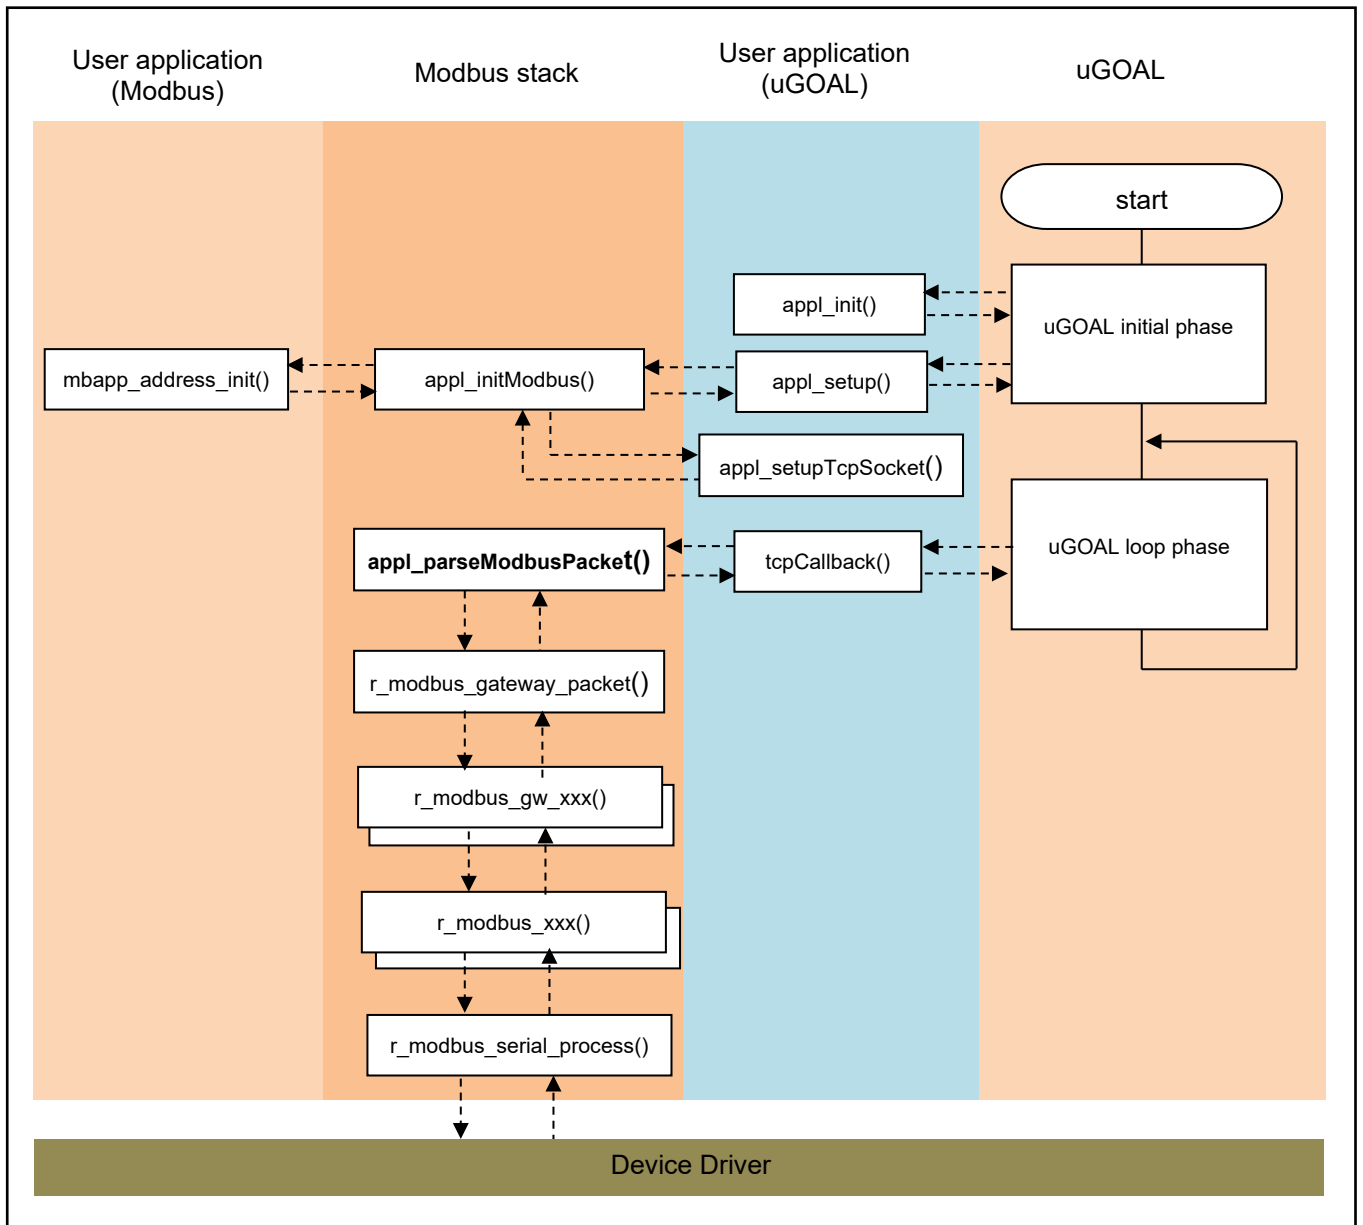 User application
(Modbus)
Modbus stack
User application
(uGOAL)
uGOAL
start
appl_init()
uGOAL initial phase
mbapp_address_init()
appl_initModbus()
appl_setup()
appl_setupTcpSocket()
appl_parseModbusPacket()
tcpCallback()
uGOAL loop phase
r_modbus_gateway_packet()
r_modbus_gw_xxx()
r_modbus_xxx()
r_modbus_serial_process()
Device Driver